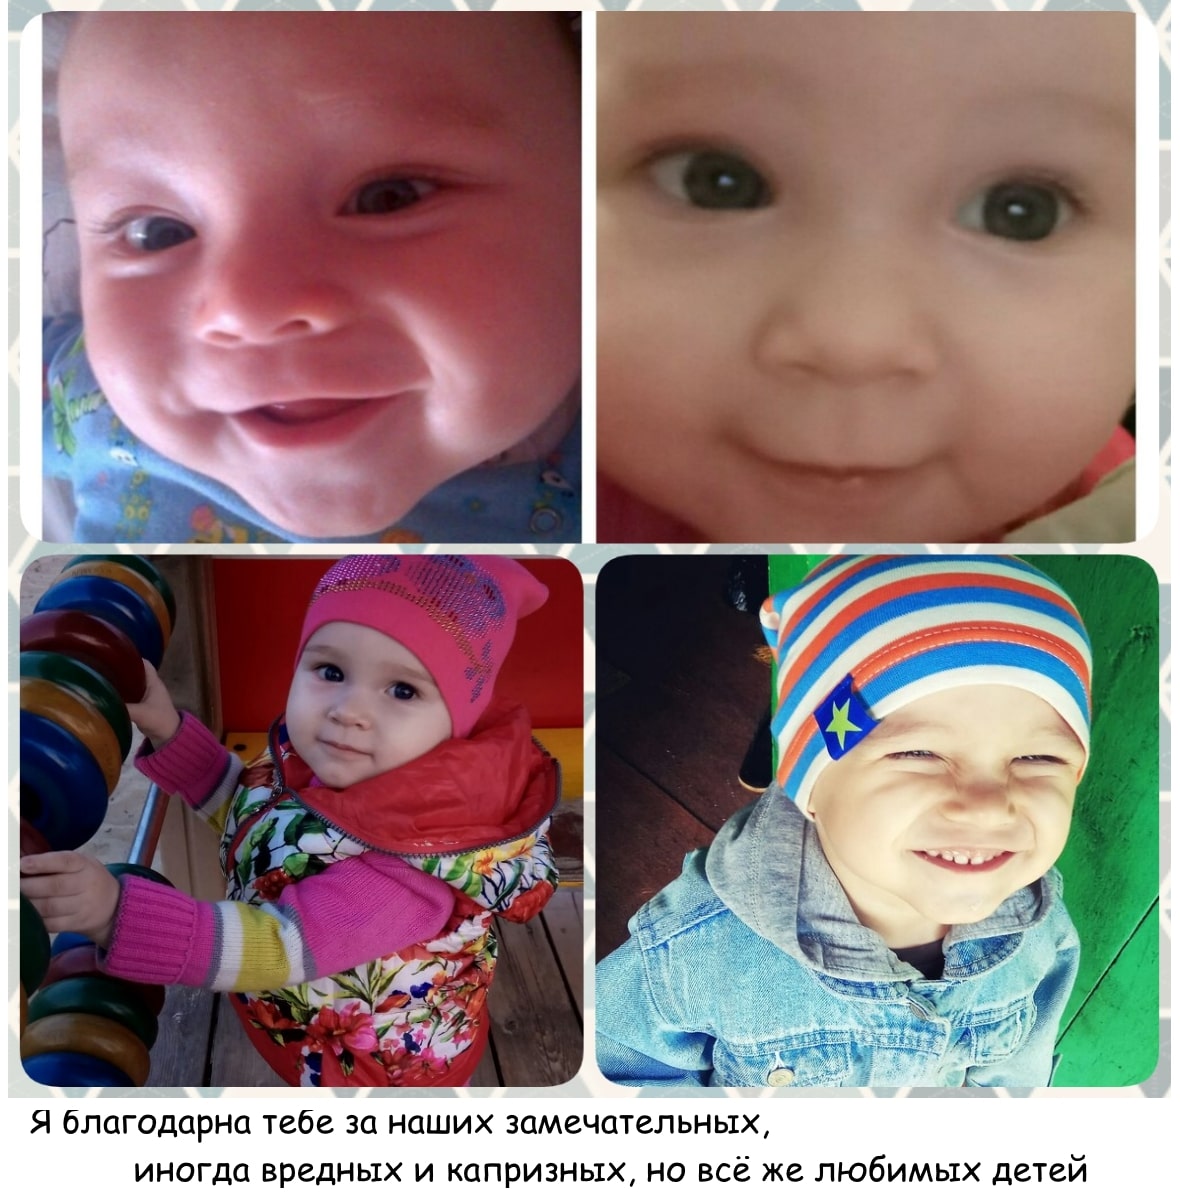 Я благодарна тебе за наших замечательных,
иногда вредных и капризных, но всё же любимых детей